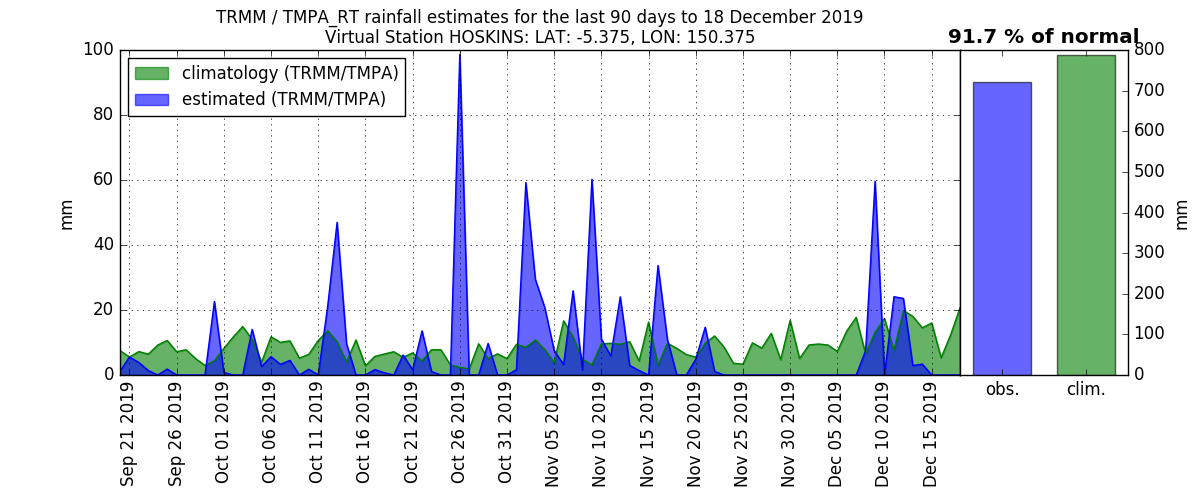 TRMM / TMPA_RT rainfall estimates for the last 90 days to 18 December 2019
Virtual Station HOSKINS: LAT: -5.375, LON: 150.375
91.7 % of normal
climatology (TRMM/TMPA)
estimated (TRMM/TMPA)
100
80
60
40
20
0
mm
Sep 21 2019
Sep 26 2019
Oct 01 2019
Oct 06 2019
Oct 11 2019
Oct 16 2019
Oct 21 2019
Oct 26 2019
Oct 31 2019
Nov 05 2019
Nov 10 2019
Nov 15 2019
Nov 20 2019
Nov 25 2019
Nov 30 2019
Dec 05 2019
Dec 10 2019
Dec 15 2019
800
700
600
500
400
300
200
100
0
mm
obs.
clim.